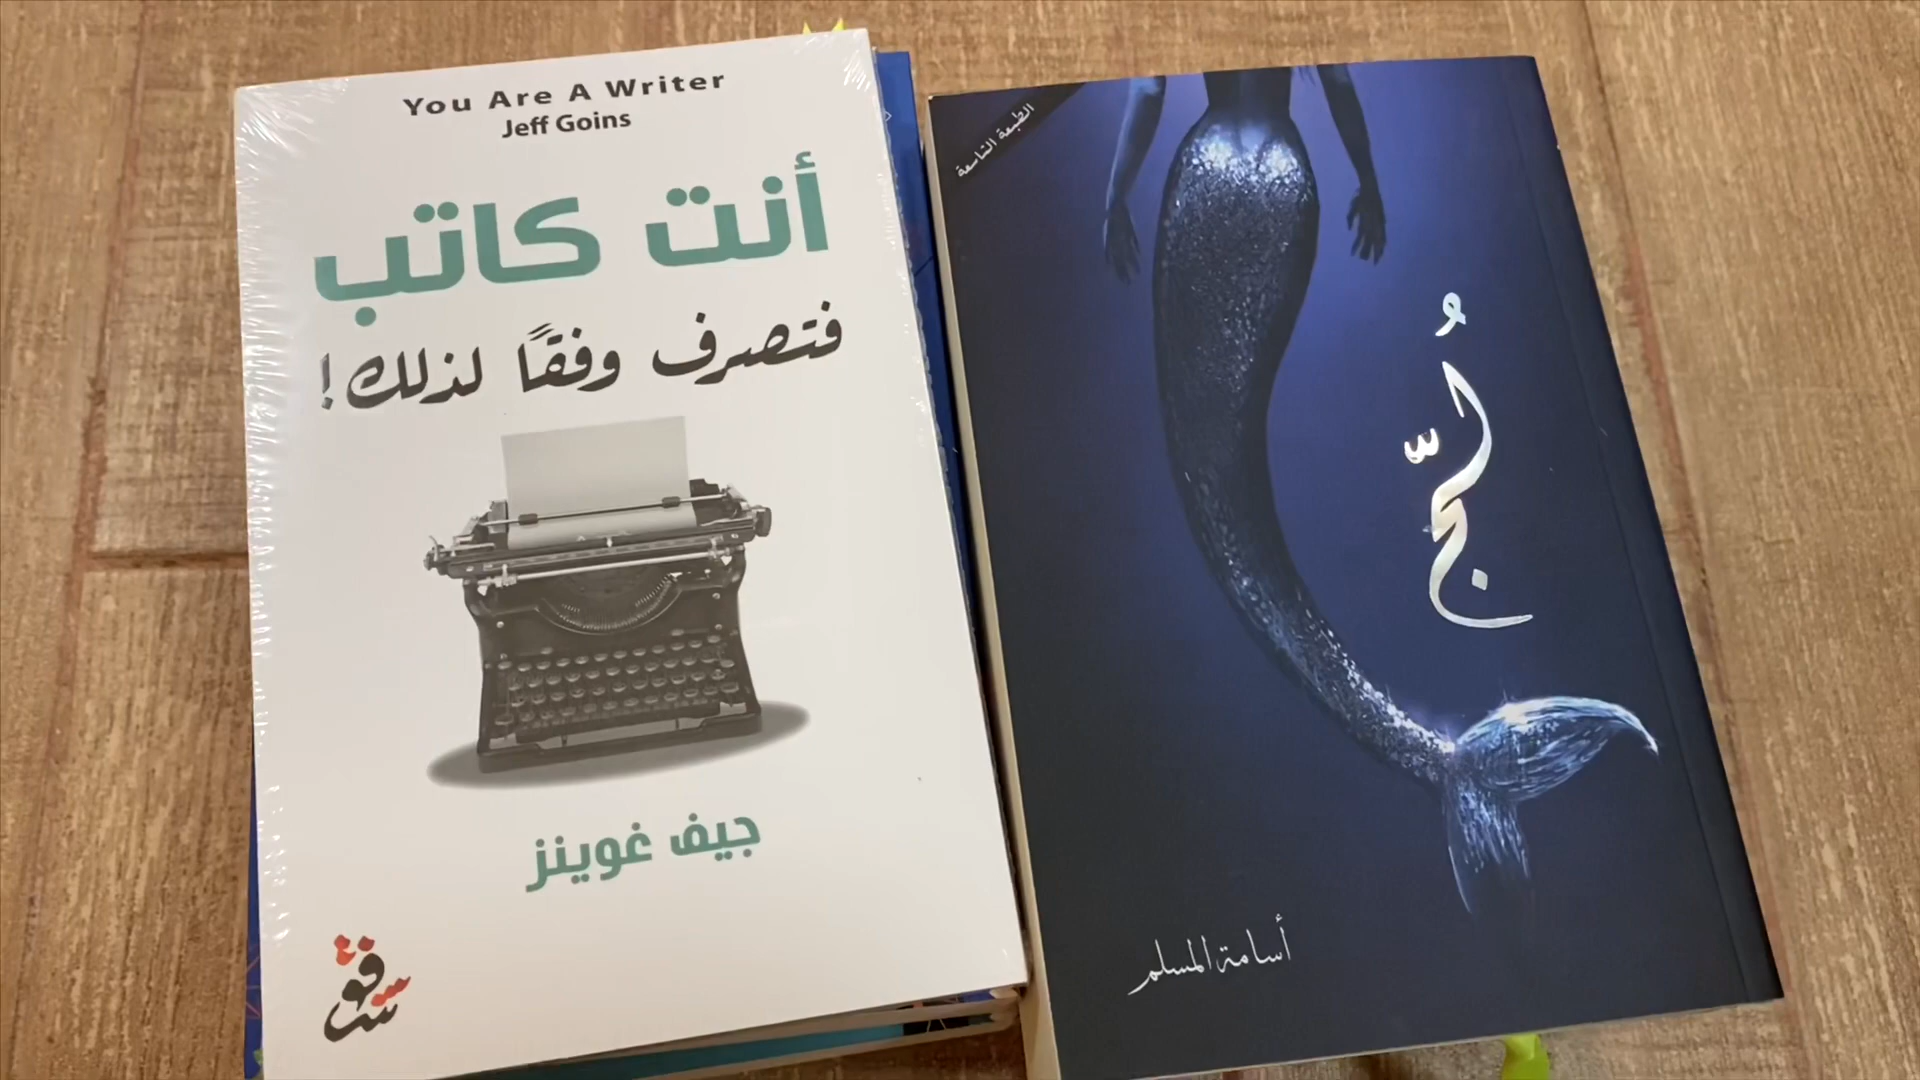 You Are A Writer
Jeff Goins
أنت كاتب
فتصرف وفقًا لذلك!
جيف غوينز
شفق
الطبعة التاسعة
لُجّ
أسامة المسلم